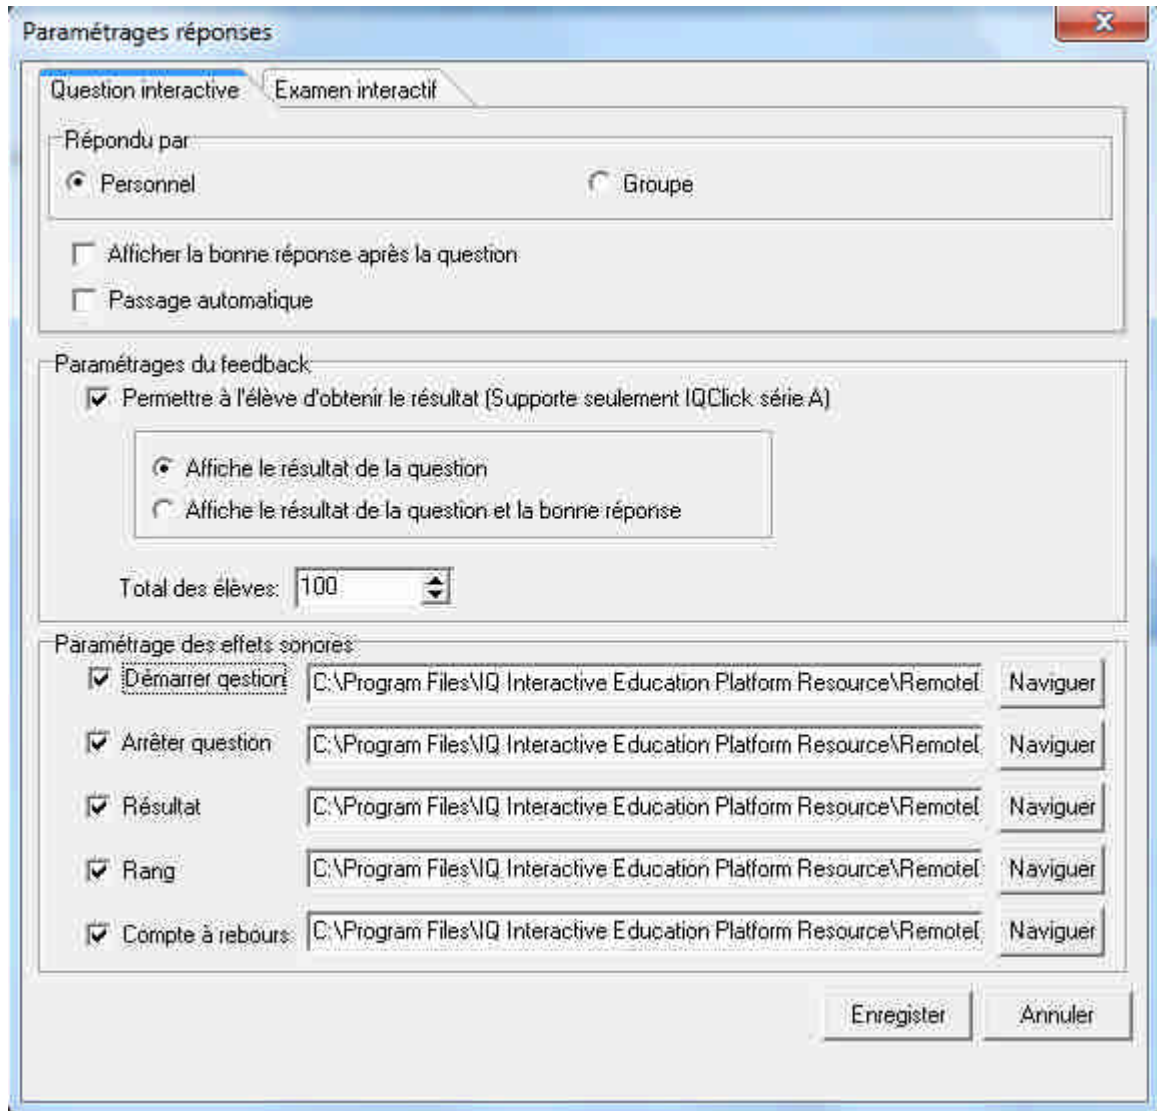 Paramétrages réponses
Question interactive Examen interactif
Répondu par
Personnel Groupe
Afficher la bonne réponse après la question
Passage automatique
Paramétrages du feedback
Permettre à l'élève d'obtenir le résultat (Supporte seulement IQClick série A)
Affiche le résultat de la question
Affiche le résultat de la question et la bonne réponse
Total des élèves: 100
Paramétrage des effets sonores
Démarrer qestion C:\Program Files\IQ Interactive Education Platform Resource\Remote Naviguer
Arrêter question C:\Program Files\IQ Interactive Education Platform Resource\Remote Naviguer
Résultat C:\Program Files\IQ Interactive Education Platform Resource\Remote Naviguer
Rang C:\Program Files\IQ Interactive Education Platform Resource\Remote Naviguer
Compte à rebours C:\Program Files\IQ Interactive Education Platform Resource\Remote Naviguer
Enregister Annuler